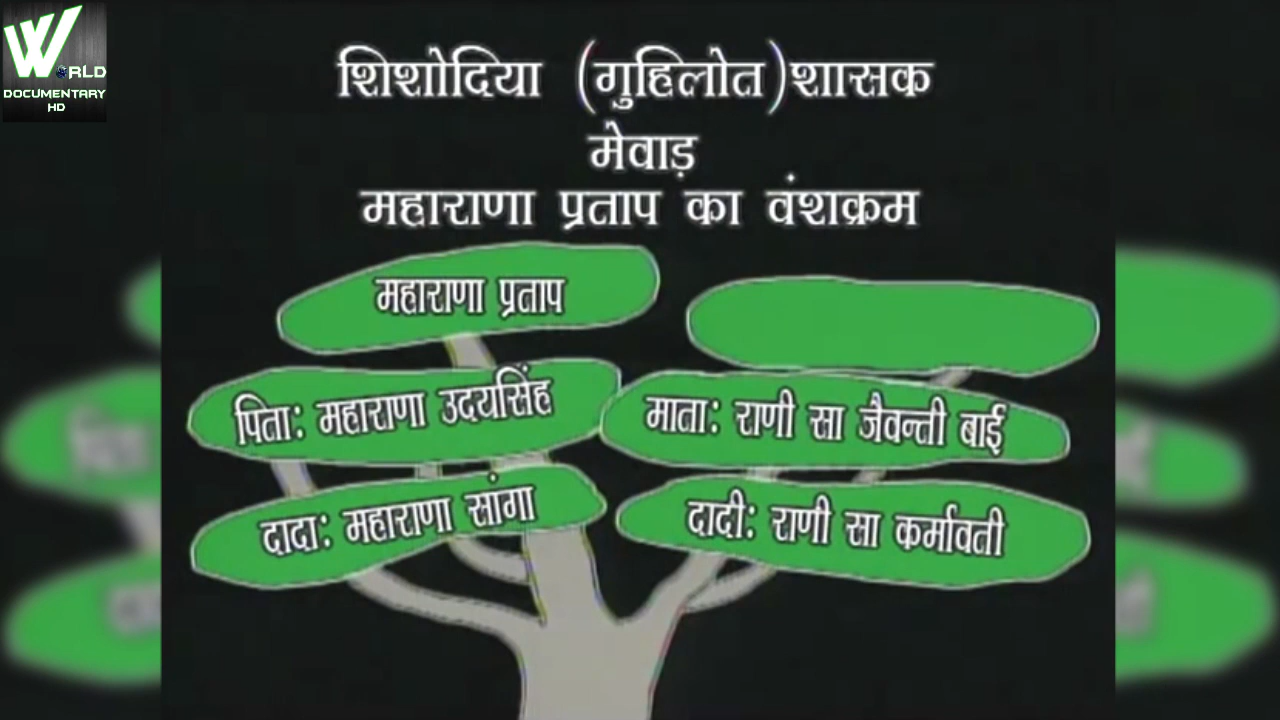 WORLD
DOCUMENTARY
HD
शिशोदिया (गुहिलोत)शासक
मेवाड़
महाराणा प्रताप का वंशक्रम
महाराणा प्रताप
पिता: महाराणा उदयसिंह
माता: राणी सा जैवन्ती बाई
दादा: महाराणा सांगा
दादी: राणी सा कर्मावती